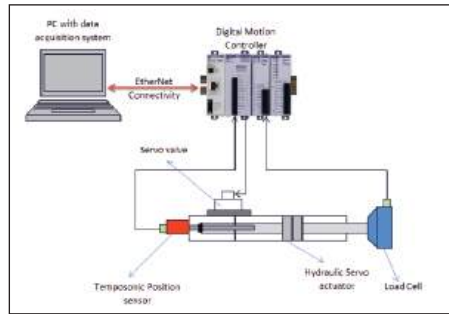 PC with data
acquisition system
Digital Motion
Controller
EtherNet
Connectivity
Servo valve
Temposonic Position
sensor
Hydraulic Servo
actuator
Load Cell